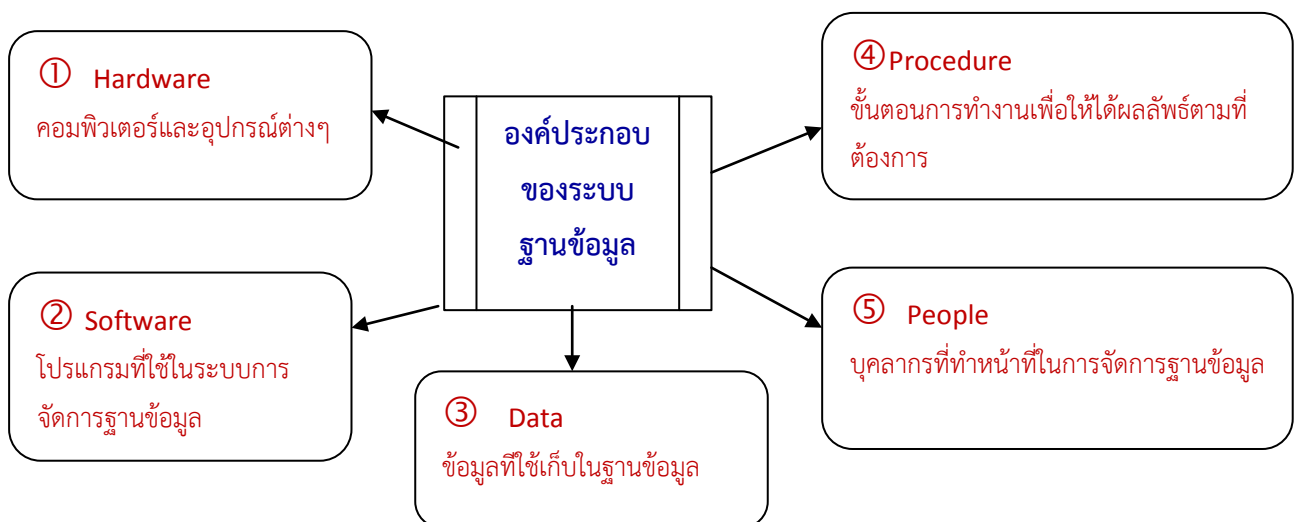 องค์ประกอบ
ของระบบ
ฐานข้อมูล
① Hardware
คอมพิวเตอร์และอุปกรณ์ต่างๆ
② Software
โปรแกรมที่ใช้ในระบบการ
จัดการฐานข้อมูล
③ Data
ข้อมูลทีใช้เก็บในฐานข้อมูล
④Procedure
ขั้นตอนการทำงานเพื่อให้ได้ผลลัพธ์ตามที่
ต้องการ
⑤ People
บุคลากรที่ทำหน้าที่ในการจัดการฐานข้อมูล